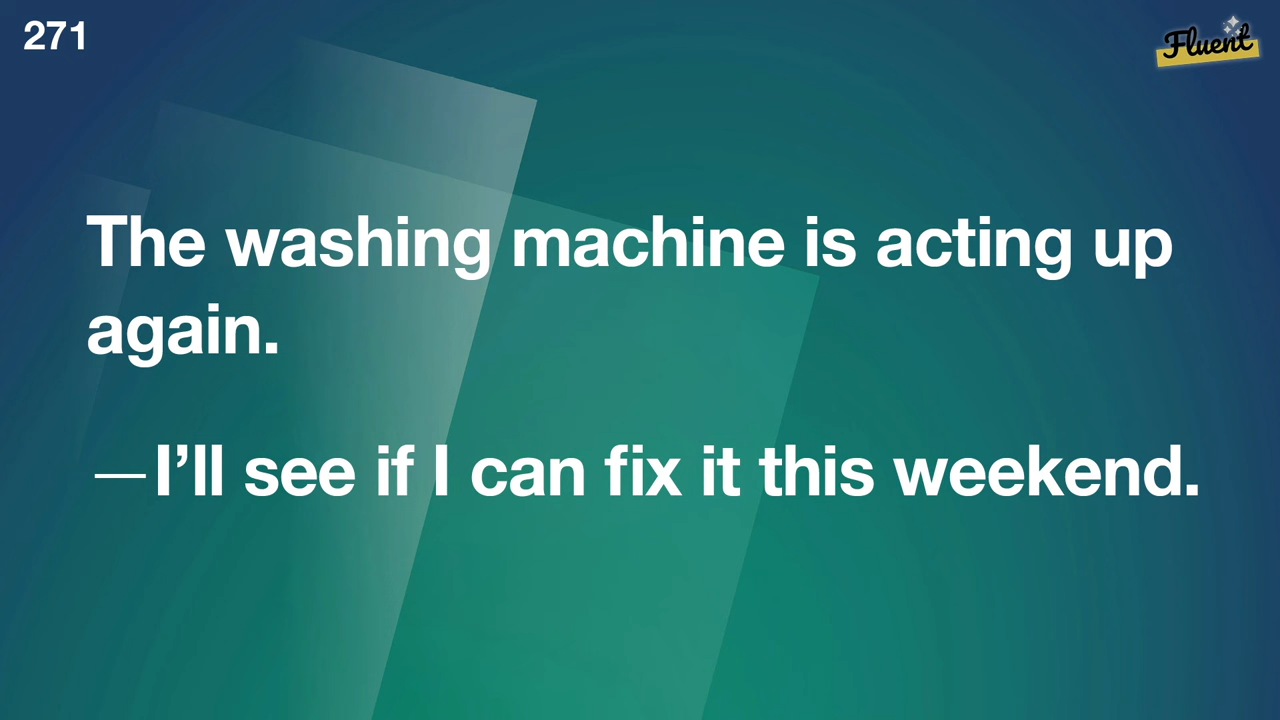 271
Fluent
The washing machine is acting up
again.
—I’ll see if I can fix it this weekend.